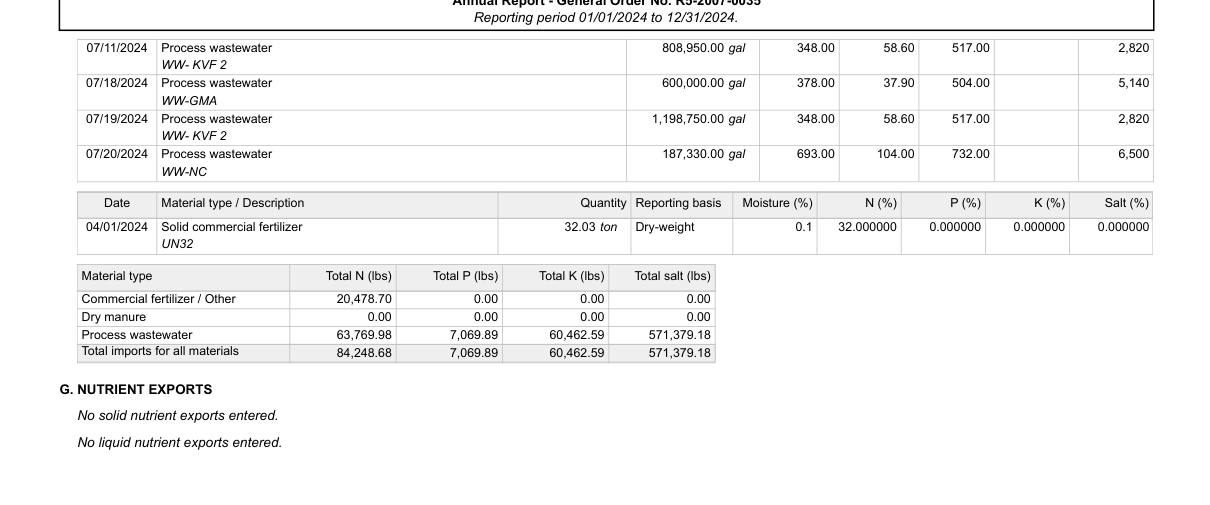 Annual Report - General Order No. R5-2007-0035
Reporting period 01/01/2024 to 12/31/2024.
07/11/2024 Process wastewater 808,950.00 gal 348.00 58.60 517.00 2,820
WW- KVF 2
07/18/2024 Process wastewater 600,000.00 gal 378.00 37.90 504.00 5,140
WW-GMA
07/19/2024 Process wastewater 1,198,750.00 gal 348.00 58.60 517.00 2,820
WW- KVF 2
07/20/2024 Process wastewater 187,330.00 gal 693.00 104.00 732.00 6,500
WW-NC
Date Material type / Description Quantity Reporting basis Moisture (%) N (%) P (%) K (%) Salt (%)
04/01/2024 Solid commercial fertilizer 32.03 ton Dry-weight 0.1 32.000000 0.000000 0.000000 0.000000
UN32
Material type Total N (lbs) Total P (lbs) Total K (lbs) Total salt (lbs)
Commercial fertilizer / Other 20,478.70 0.00 0.00 0.00
Dry manure 0.00 0.00 0.00 0.00
Process wastewater 63,769.98 7,069.89 60,462.59 571,379.18
Total imports for all materials 84,248.68 7,069.89 60,462.59 571,379.18
G. NUTRIENT EXPORTS
No solid nutrient exports entered.
No liquid nutrient exports entered.